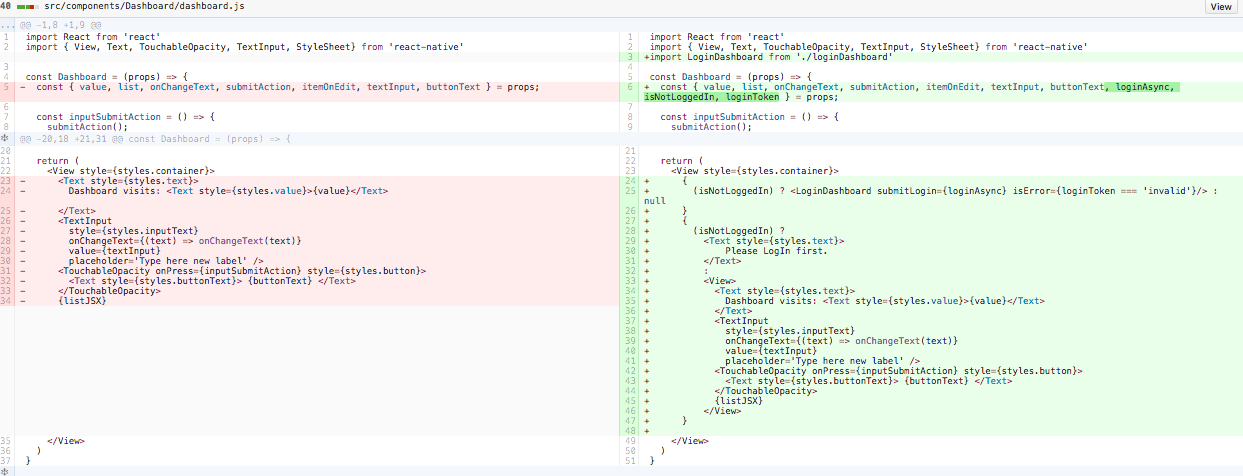 40 src/components/Dashboard/dashboard.js View
... @@ -1,8 +1,9 @@
1 import React from 'react'
2 import { View, Text, TouchableOpacity, TextInput, StyleSheet} from 'react-native'
3
4 const Dashboard = (props) => {
5 - const { value, list, onChangeText, submitAction, itemOnEdit, textInput, buttonText } = props;
6
7 const inputSubmitAction = () => {
8 submitAction();
@@ -20,18 +21,31 @@ const Dashboard = (props) => {
20
21 return (
22 <View style={styles.container}>
23 - <Text style={styles.text}>
24 - Dashboard visits: <Text style={styles.value}>{value}</Text>
25 - </Text>
26 - <TextInput
27 - style={styles.inputText}
28 - onChangeText={(text) => onChangeText(text)}
29 - value={textInput}
30 - placeholder='Type here new label' />
31 - <TouchableOpacity onPress={inputSubmitAction} style={styles.button}>
32 - <Text style={styles.buttonText}> {buttonText} </Text>
33 - </TouchableOpacity>
34 - {listJSX}
35 </View>
36 )
37 }
1 import React from 'react'
2 import { View, Text, TouchableOpacity, TextInput, StyleSheet} from 'react-native'
3 +import LoginDashboard from './loginDashboard'
4
5 const Dashboard = (props) => {
6 + const { value, list, onChangeText, submitAction, itemOnEdit, textInput, buttonText, loginAsync,
isNotLoggedIn, loginToken } = props;
7
8 const inputSubmitAction = () => {
9 submitAction();
21
22 return (
23 <View style={styles.container}>
24 + {
25 + (isNotLoggedIn) ? <LoginDashboard submitLogin={loginAsync} isError={loginToken === 'invalid'}/> :
null
26 + }
27 + {
28 + (isNotLoggedIn) ?
29 + <Text style={styles.text}>
30 + Please LogIn first.
31 + </Text>
32 + :
33 + <View>
34 + <Text style={styles.text}>
35 + Dashboard visits: <Text style={styles.value}>{value}</Text>
36 + </Text>
37 + <TextInput
38 + style={styles.inputText}
39 + onChangeText={(text) => onChangeText(text)}
40 + value={textInput}
41 + placeholder='Type here new label' />
42 + <TouchableOpacity onPress={inputSubmitAction} style={styles.button}>
43 + <Text style={styles.buttonText}> {buttonText} </Text>
44 + </TouchableOpacity>
45 + {listJSX}
46 + </View>
47 + }
48 +
49 </View>
50 )
51 }